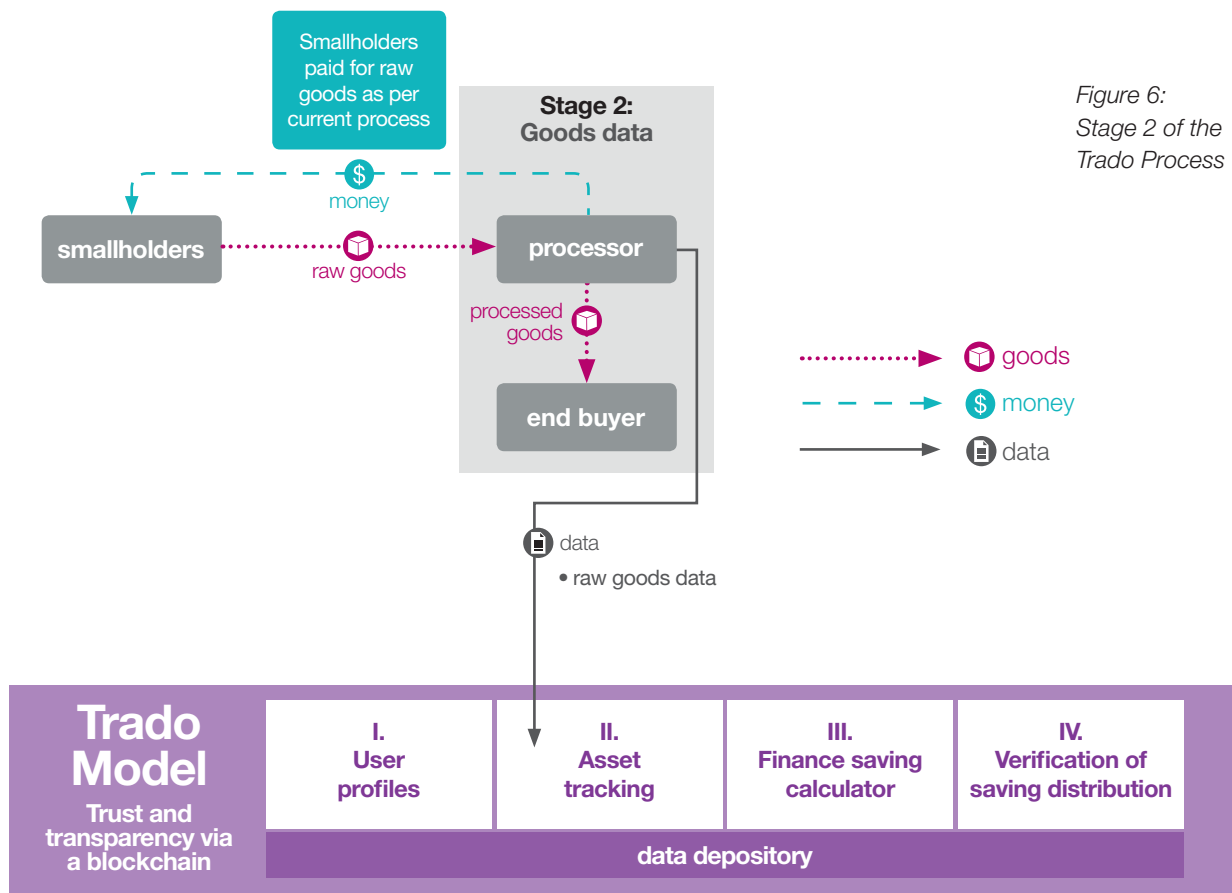 Smallholders
paid for raw
goods as per
current process
Stage 2:
Goods data
Figure 6:
Stage 2 of the
Trado Process
$
money
smallholders
raw goods
processor
processed
goods
end buyer
goods
$ money
data
data
• raw goods data
Trado
Model
Trust and
transparency via
a blockchain
I.
User
profiles
II.
Asset
tracking
III.
Finance saving
calculator
IV.
Verification of
saving distribution
data depository